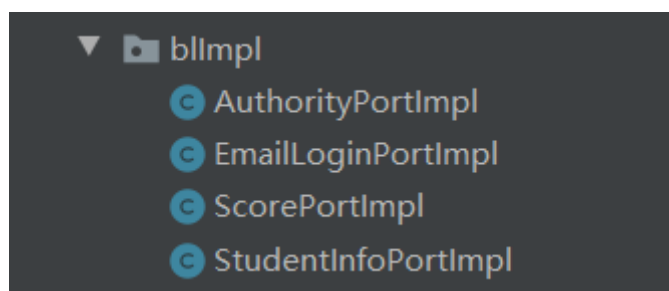 blImpl
AuthorityPortImpl
EmailLoginPortImpl
ScorePortImpl
StudentInfoPortImpl